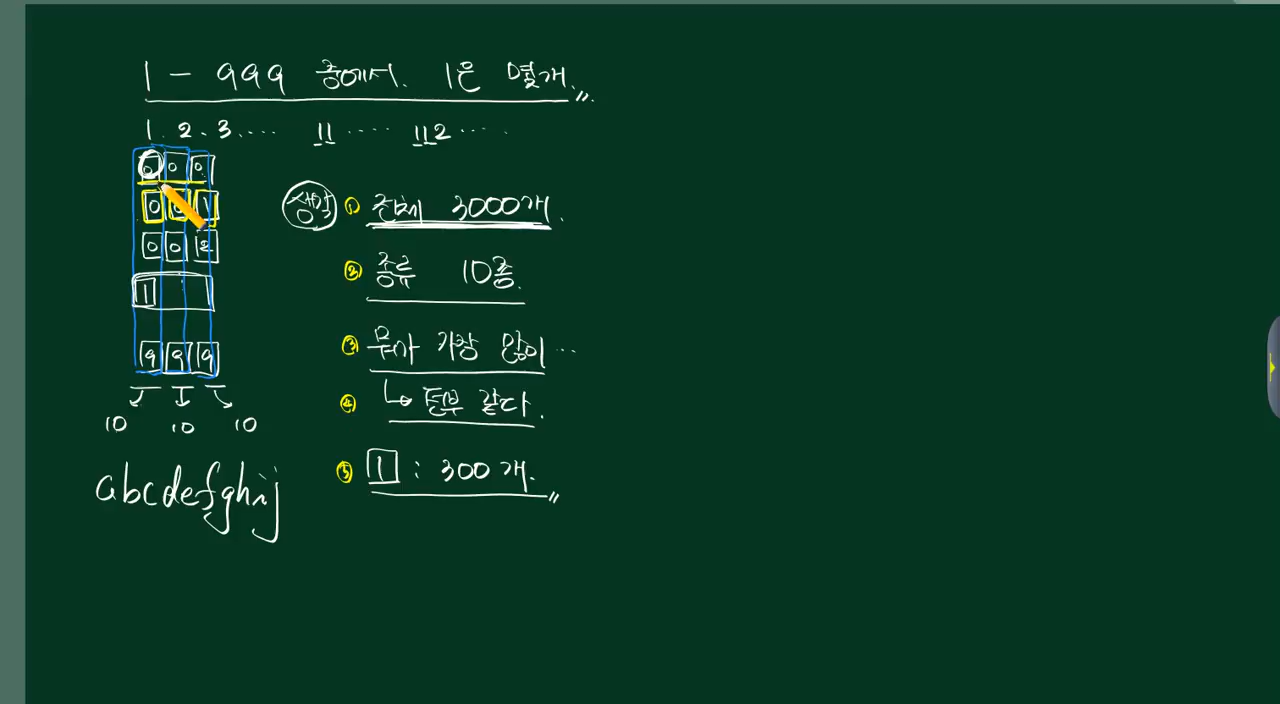 1 - 999 중에서. 1은 몇개.
1. 2. 3. .... 11 ..... 112 .....
0 0 0
0 0 1
0 0 2
1
9 9 9
10 10 10
abcdefghij
생각
① 전체 3000개.
② 종류 10종.
③ 무아 가장 많이 ...
④ ↳ 전부 같다.
⑤ 1 : 300개.